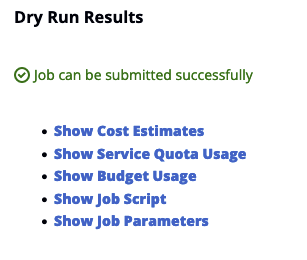 Dry Run Results
Job can be submitted successfully
Show Cost Estimates
Show Service Quota Usage
Show Budget Usage
Show Job Script
Show Job Parameters